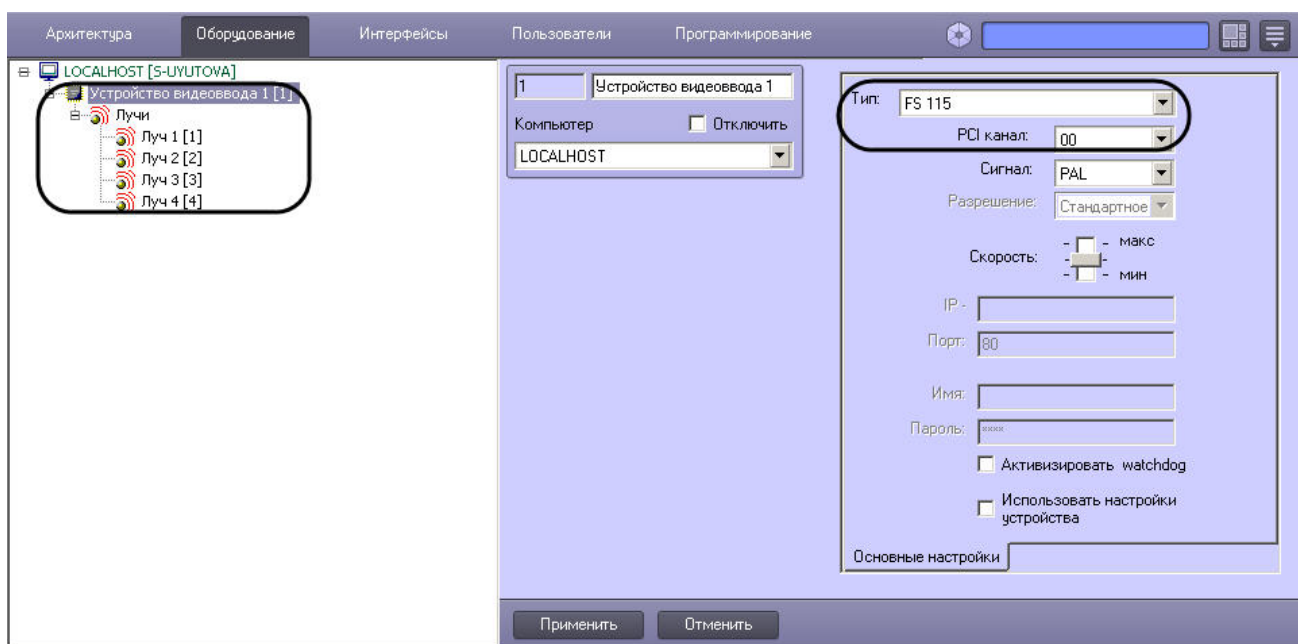 Архитектура Оборудование Интерфейсы Пользователи Программирование
LOCALHOST [S-UYUTOVA]
Устройство видеоввода 1 [1]
Лучи
Луч 1 [1]
Луч 2 [2]
Луч 3 [3]
Луч 4 [4]
1 Устройство видеоввода 1
Компьютер Отключить
LOCALHOST
Тип: FS 115
PCI канал: 00
Сигнал: PAL
Разрешение: Стандартное
Скорость: макс
мин
IP -
Порт: 80
Имя:
Пароль: ****
Активизировать watchdog
Использовать настройки
устройства
Основные настройки
Применить Отменить